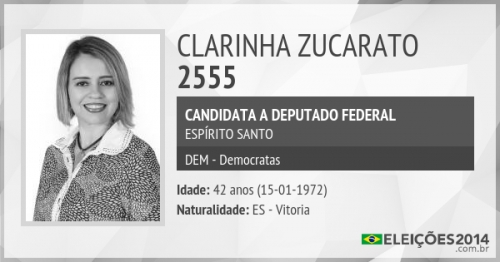 CLARINHA ZUCARATO
2555
CANDIDATA A DEPUTADO FEDERAL
ESPÍRITO SANTO
DEM - Democratas
Idade: 42 anos (15-01-1972)
Naturalidade: ES - Vitoria
ELEIÇÕES2014
.com.br